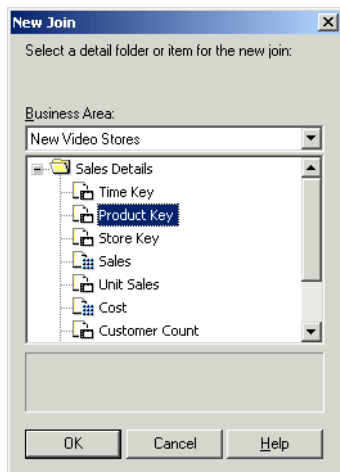 New Join
Select a detail folder or item for the new join:
Business Area:
New Video Stores
Sales Details
Time Key
Product Key
Store Key
Sales
Unit Sales
Cost
Customer Count
OK Cancel Help